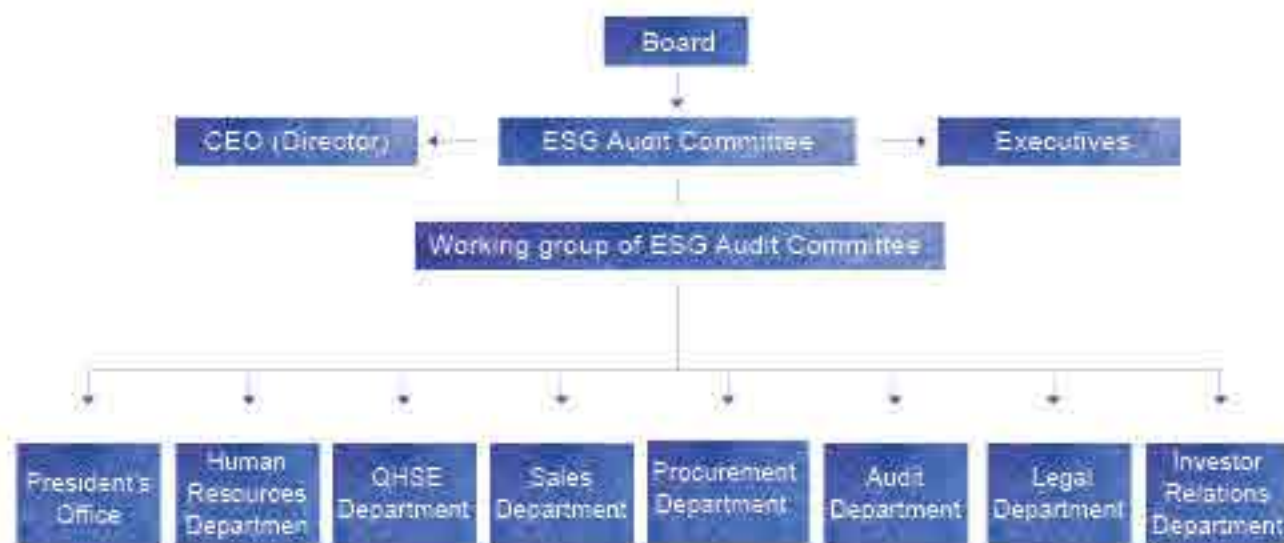 Board
CEO (Director)
ESG Audit Committee
Executives
Working group of ESG Audit Committee
President's
Office
Human
Resources
Departmen
QHSE
Department
Sales
Department
Procurement
Department
Audit
Department
Legal
Department
Investor
Relations
Department